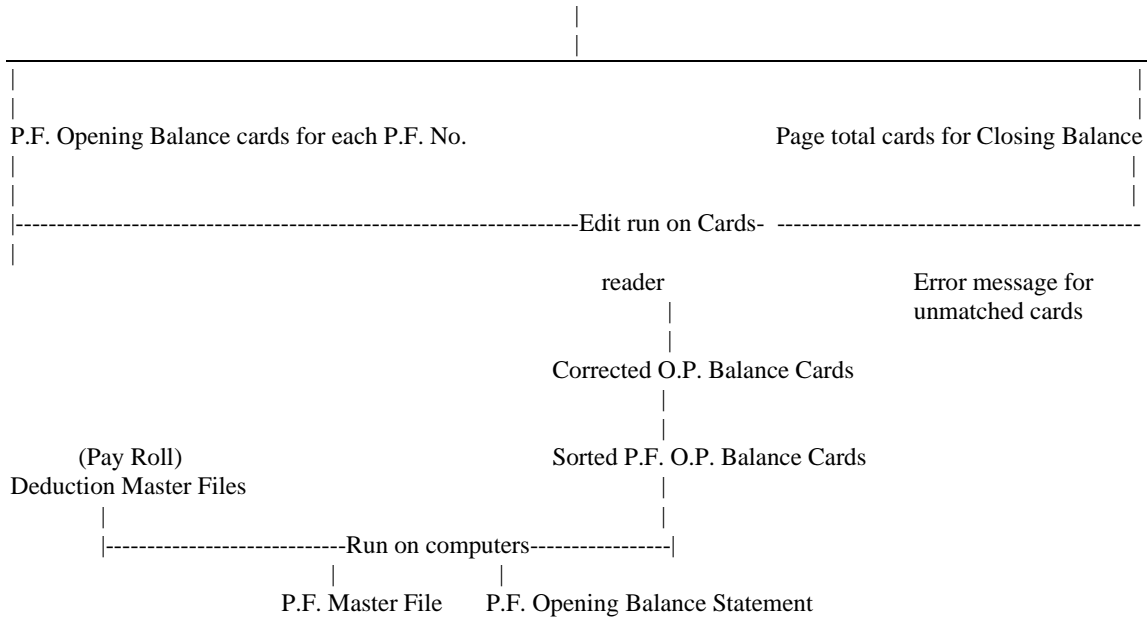 P.F. Opening Balance cards for each P.F. No. Page total cards for Closing Balance
Edit run on Cards-
reader Error message for
unmatched cards
Corrected O.P. Balance Cards
(Pay Roll) Sorted P.F. O.P. Balance Cards
Deduction Master Files
Run on computers
P.F. Master File P.F. Opening Balance Statement